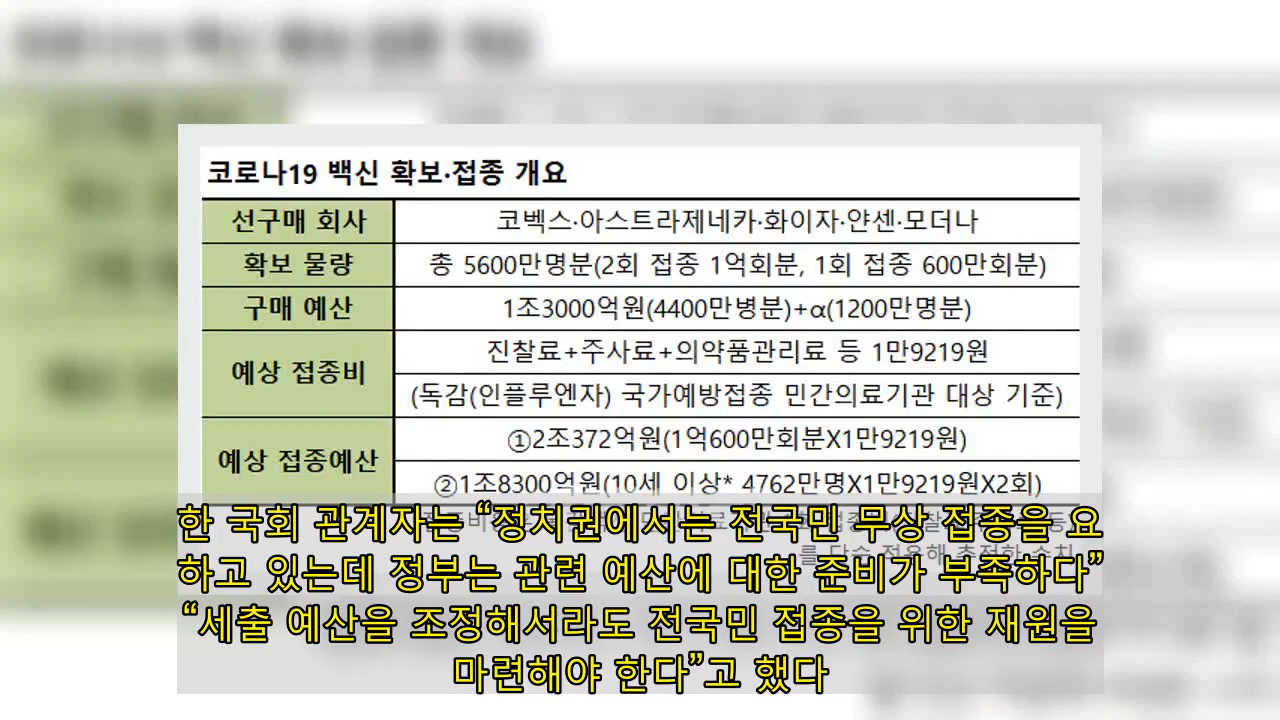 코로나19 백신 확보·접종 개요
선구매 회사 코벡스·아스트라제네카·화이자·얀센·모더나
확보 물량 총 5600만명분(2회 접종 1억회분, 1회 접종 600만회분)
구매 예산 1조3000억원(4400만병분)+α(1200만명분)
예상 접종비 진찰료+주사료+의약품관리료 등 1만9219원
(독감(인플루엔자) 국가예방접종 민간의료기관 대상 기준)
예상 접종예산 ①2조372억원(1억600만회분X1만9219원)
②1조8300억원(10세 이상* 4762만명X1만9219원X2회)
한 국회 관계자는 “정치권에서는 전국민 무상 접종을 요
하고 있는데 정부는 관련 예산에 대한 준비가 부족하다”
“세출 예산을 조정해서라도 전국민 접종을 위한 재원을
마련해야 한다”고 했다